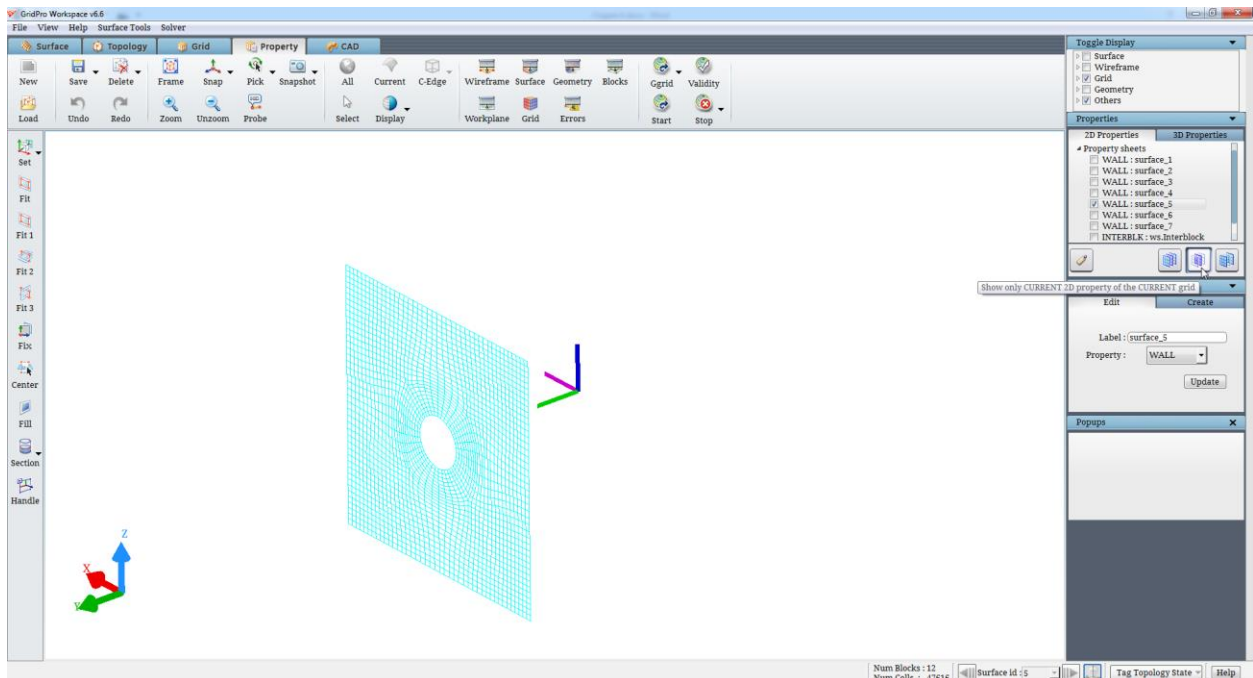 GridPro Workspace v6.6
File View Help Surface Tools Solver
Surface Topology Grid Property CAD
New Save Delete Frame Snap Pick Snapshot All Current C-Edge Wireframe Surface Geometry Blocks Ggrid Validity
Load Undo Redo Zoom Unzoom Probe Select Display Workplane Grid Errors Start Stop
Set
Fit
Fit 1
Fit 2
Fit 3
Fix
Center
Fill
Section
Handle
Z
X
Y
Toggle Display
Surface
Wireframe
Grid
Geometry
Others
Properties
2D Properties 3D Properties
Property sheets
WALL : surface_1
WALL : surface_2
WALL : surface_3
WALL : surface_4
WALL : surface_5
WALL : surface_6
WALL : surface_7
INTERBLK : ws.Interblock
Show only CURRENT 2D property of the CURRENT grid
Edit Create
Label : surface_5
Property : WALL
Update
Popups
Num Blocks : 12
Num Cells : 47616
Surface id : 5
Tag Topology State
Help